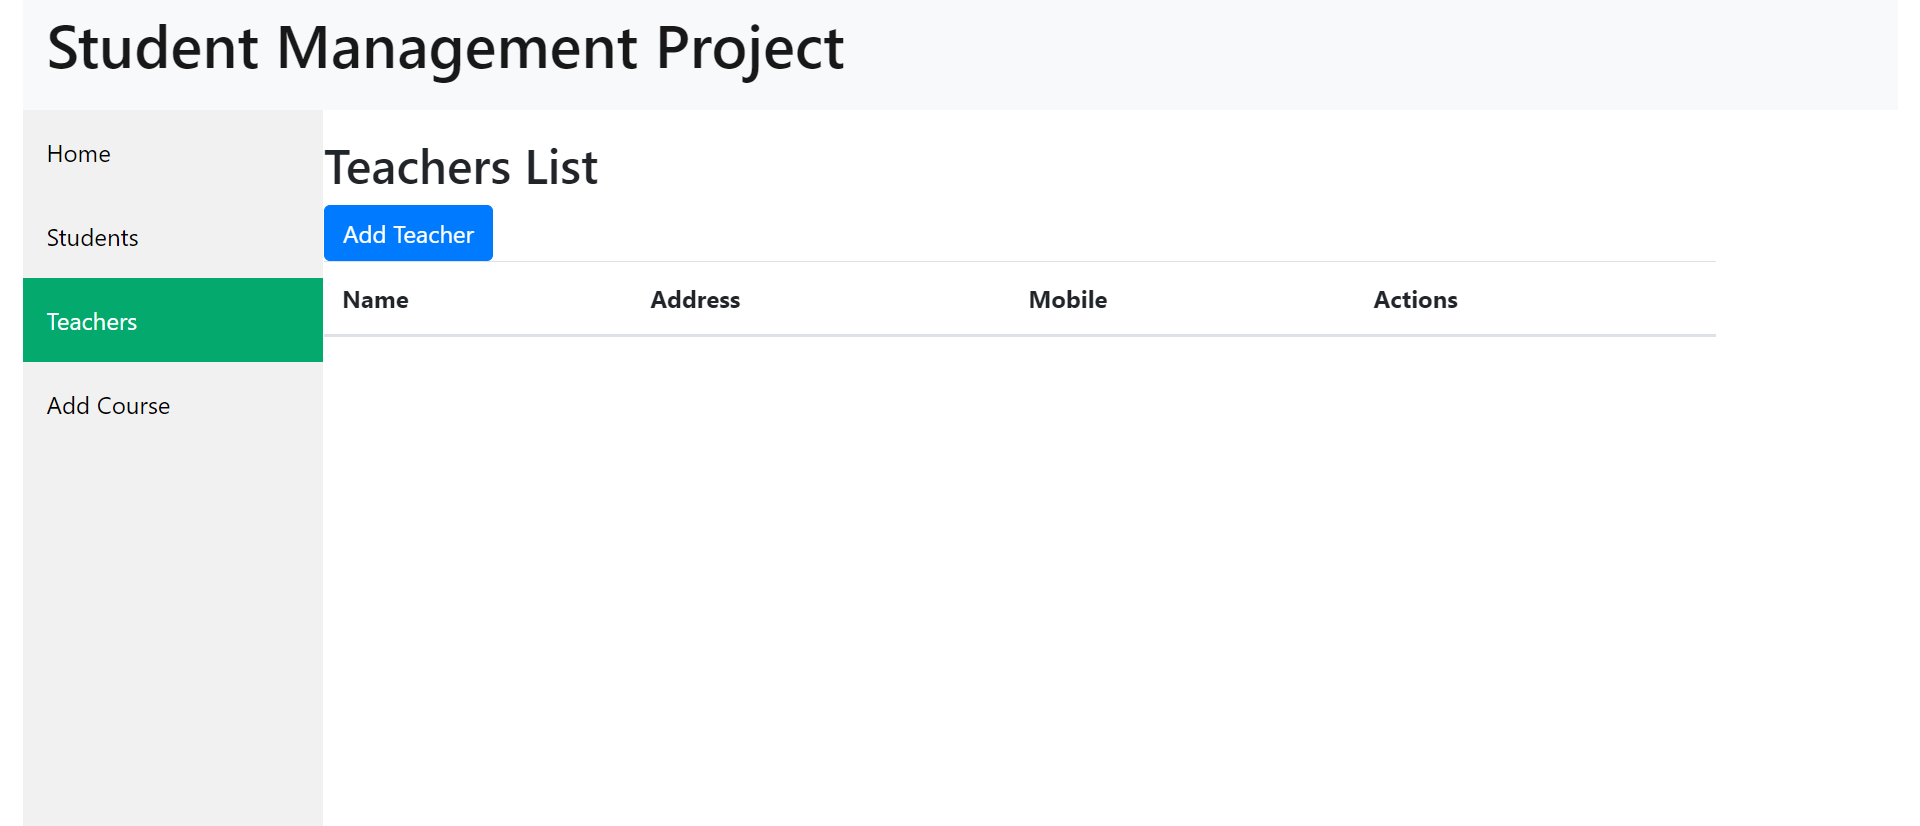 Student Management Project
Home
Students
Teachers
Add Course
Teachers List
Add Teacher
Name Address Mobile Actions